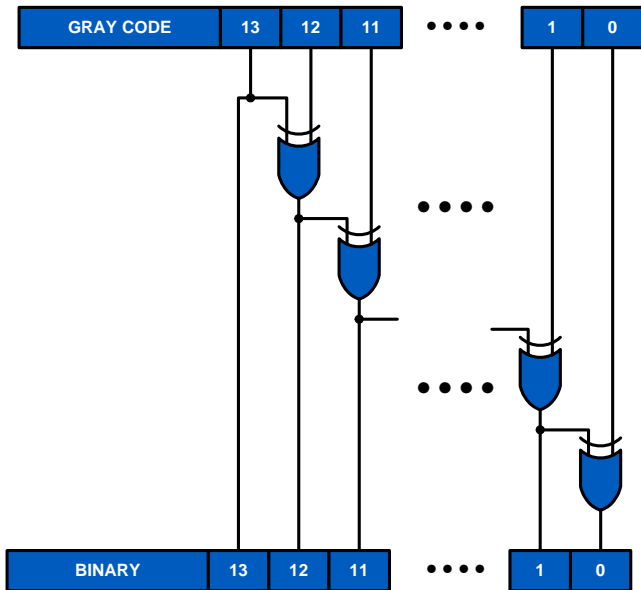 GRAY CODE 13 12 11 •••• 1 0
BINARY 13 12 11 •••• 1 0